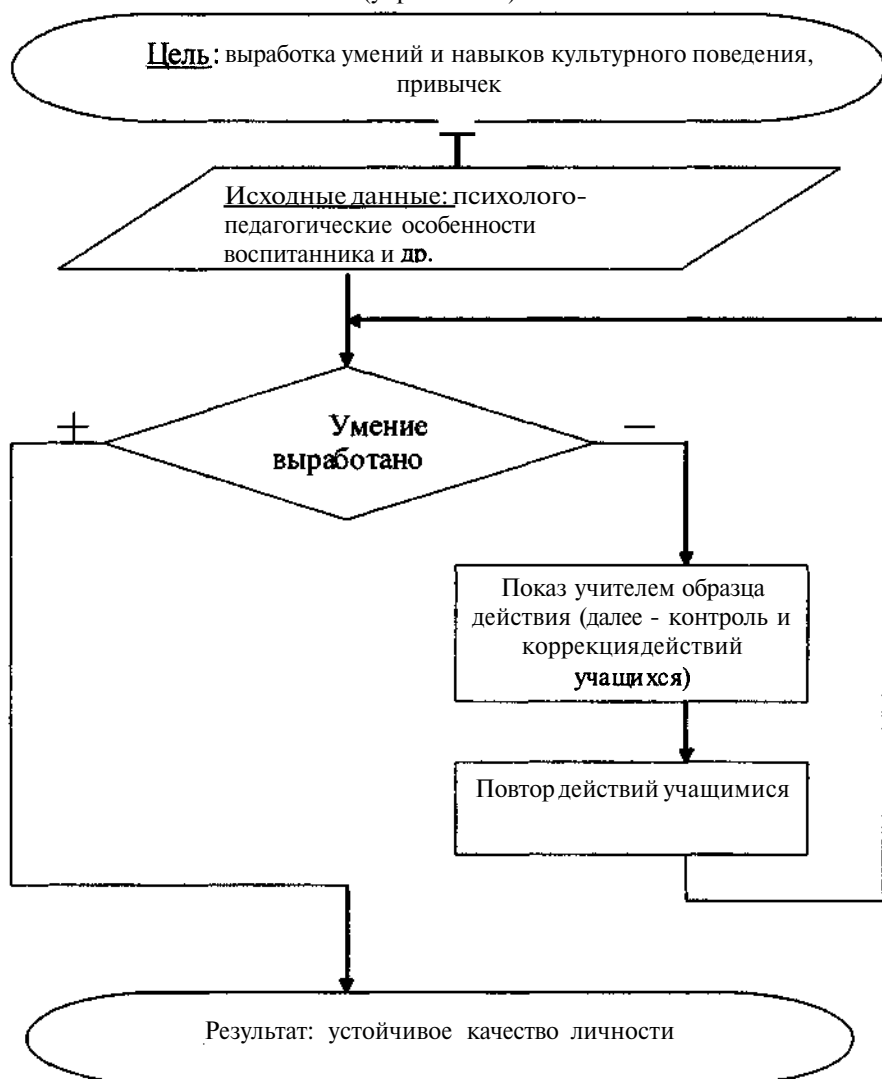 Цель: выработка умений и навыков культурного поведения,
привычек
Исходные данные: психолого-
педагогические особенности
воспитанника и др.
+
—
Умение
выработано
Показ учителем образца
действия (далее - контроль и
коррекциядействий
учащихся)
Повтор действий учащимися
Результат: устойчивое качество личности